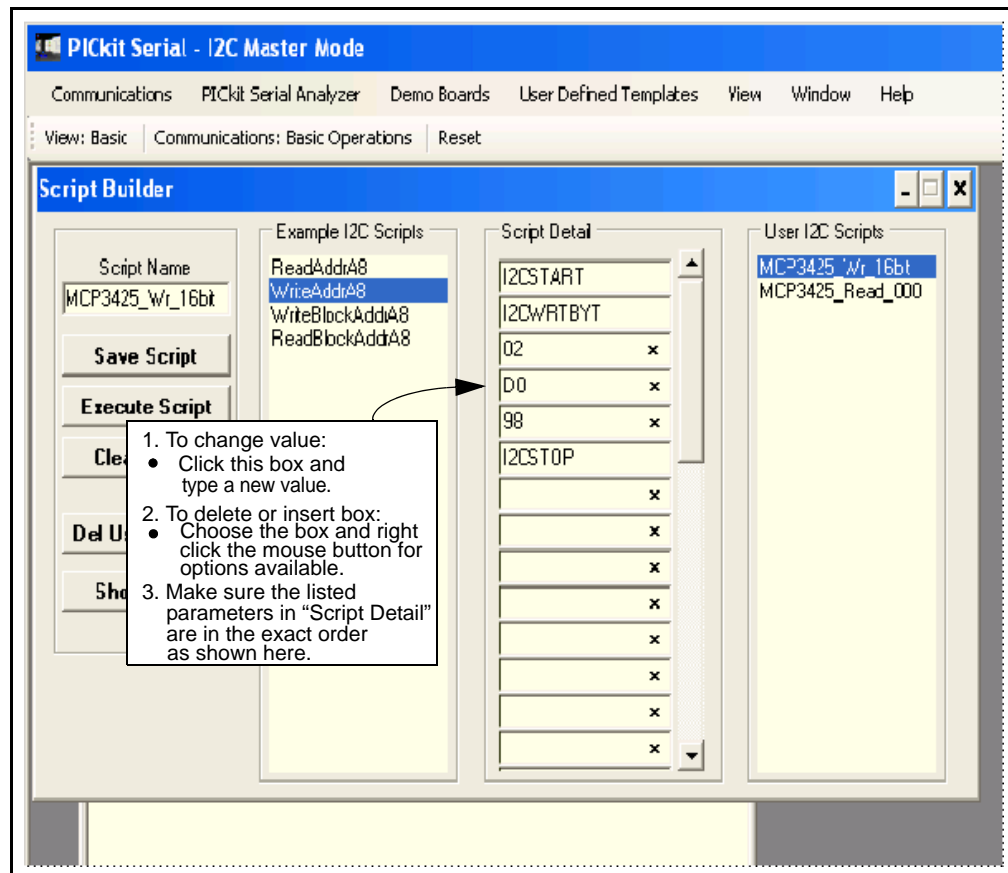 PICkit Serial - I2C Master Mode
Communications PICkit Serial Analyzer Demo Boards User Defined Templates View Window Help
View: Basic Communications: Basic Operations Reset
Script Builder
Script Name
MCP3425_Wr_16bit
Save Script
Execute Script
Example I2C Scripts
ReadAddrA8
WriteAddrA8
WriteBlockAddrA8
ReadBlockAddrA8
Script Detail
I2CSTART
I2CWRTBYT
02 x
D0 x
98 x
I2CSTOP
x
x
x
x
x
x
x
x
User I2C Scripts
MCP3425_Wr_16bit
MCP3425_Read_000
1. To change value:
• Click this box and
type a new value.
2. To delete or insert box:
• Choose the box and right
click the mouse button for
options available.
3. Make sure the listed
parameters in “Script Detail”
are in the exact order
as shown here.